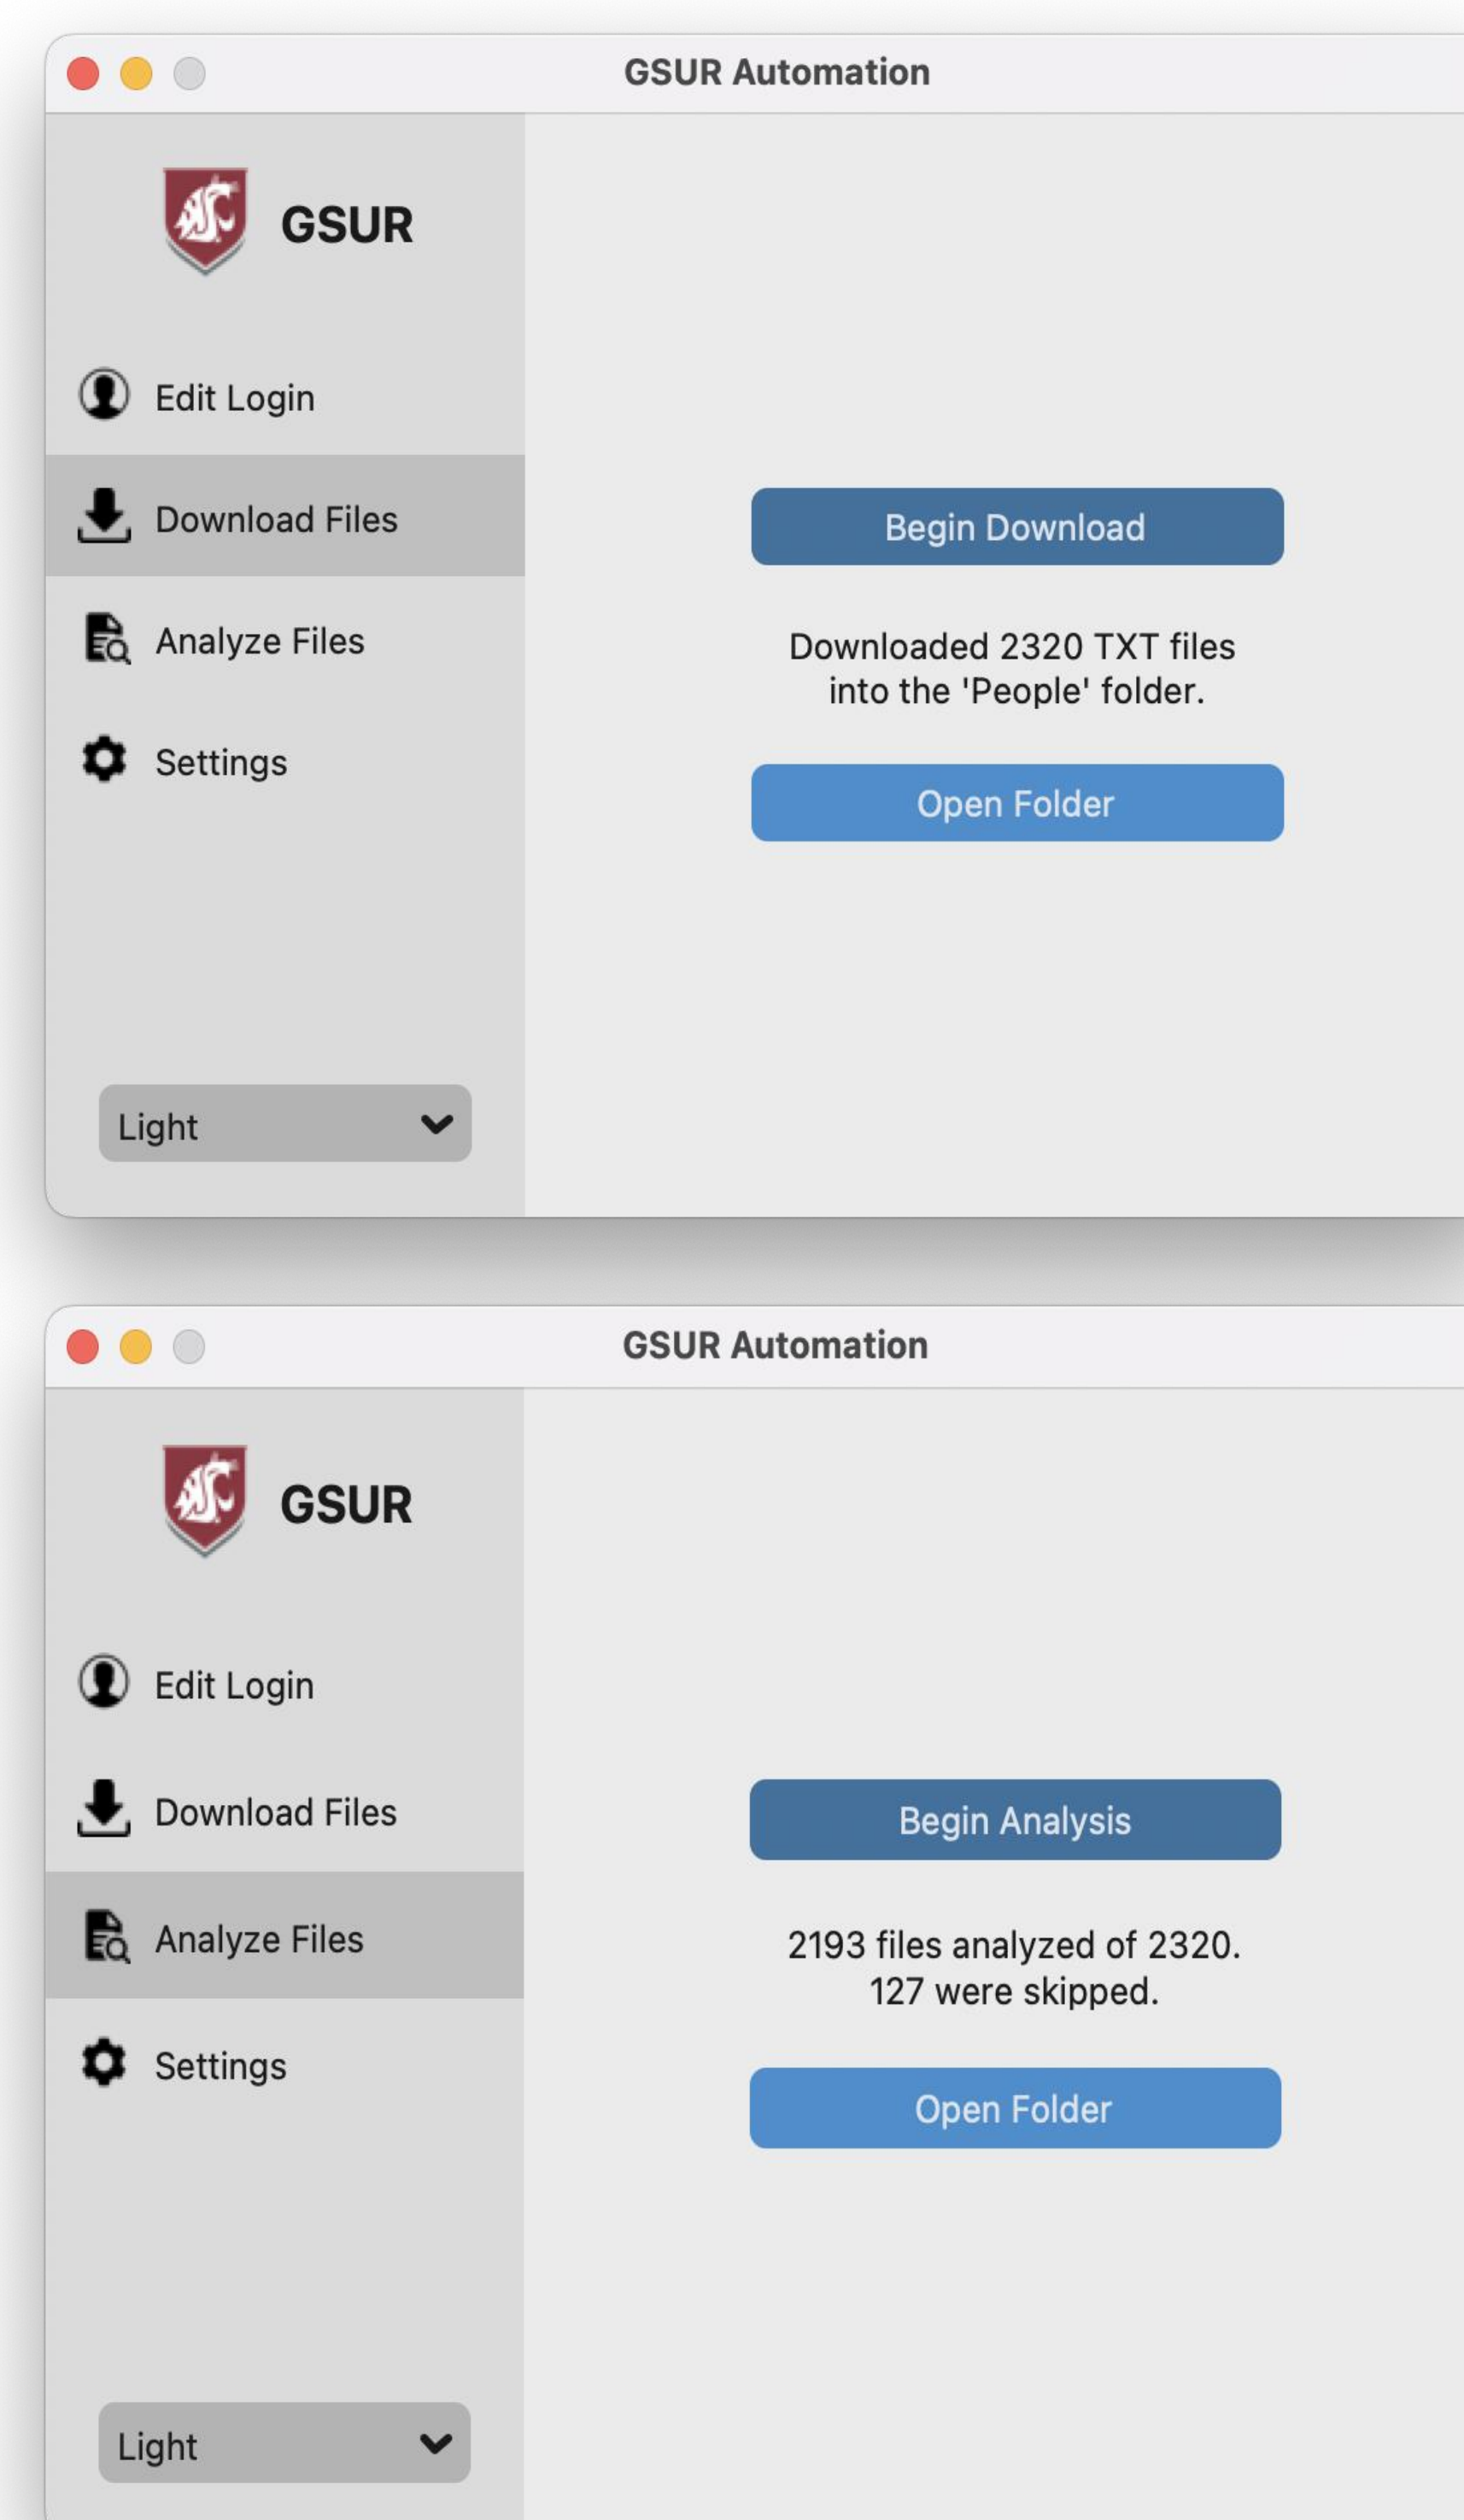 GSUR Automation
GSUR
Edit Login
Download Files
Analyze Files
Settings
Light
Begin Download
Downloaded 2320 TXT files
into the 'People' folder.
Open Folder
GSUR Automation
GSUR
Edit Login
Download Files
Analyze Files
Settings
Light
Begin Analysis
2193 files analyzed of 2320.
127 were skipped.
Open Folder